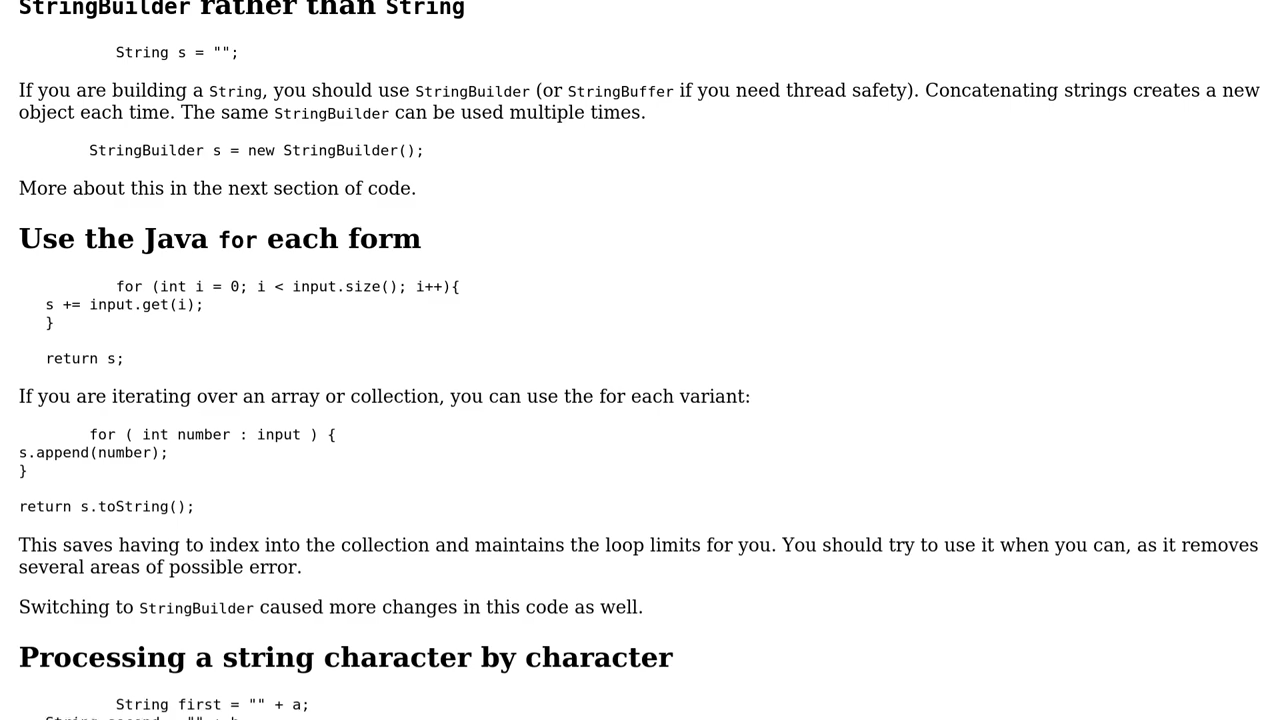 StringBuilder rather than String
String s = "";
If you are building a String, you should use StringBuilder (or StringBuffer if you need thread safety). Concatenating strings creates a new
object each time. The same StringBuilder can be used multiple times.
StringBuilder s = new StringBuilder();
More about this in the next section of code.
Use the Java for each form
for (int i = 0; i < input.size(); i++){
s += input.get(i);
}
return s;
If you are iterating over an array or collection, you can use the for each variant:
for ( int number : input ) {
s.append(number);
}
return s.toString();
This saves having to index into the collection and maintains the loop limits for you. You should try to use it when you can, as it removes
several areas of possible error.
Switching to StringBuilder caused more changes in this code as well.
Processing a string character by character
String first = "" + a;
String second = "" + b